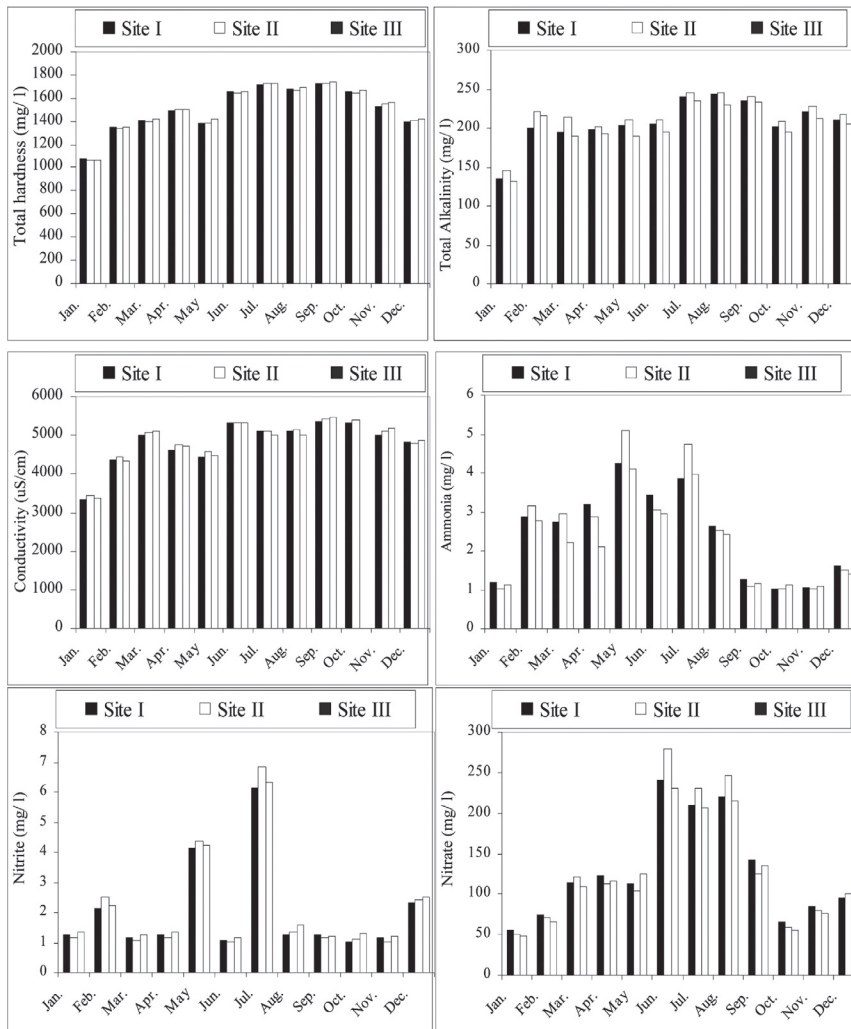 Site I Site II Site III
Total hardness (mg/ l)
2000
1800
1600
1400
1200
1000
800
600
400
200
0
Jan. Feb. Mar. Apr. May Jun. Jul. Aug. Sep. Oct. Nov. Dec.
Site I Site II Site III
Total Alkalinity (mg/ l)
300
250
200
150
100
50
0
Jan. Feb. Mar. Apr. May Jun. Jul. Aug. Sep. Oct. Nov. Dec.
Site I Site II Site III
Conductivity (uS/cm)
6000
5000
4000
3000
2000
1000
0
Jan. Feb. Mar. Apr. May Jun. Jul. Aug. Sep. Oct. Nov. Dec.
Site I Site II Site III
Ammonia (mg/l)
6
5
4
3
2
1
0
Jan. Feb. Mar. Apr. May Jun. Jul. Aug. Sep. Oct. Nov. Dec.
Site I Site II Site III
Nitrite (mg/ l)
8
7
6
5
4
3
2
1
0
Jan. Feb. Mar. Apr. May Jun. Jul. Aug. Sep. Oct. Nov. Dec.
Site I Site II Site III
Nitrate (mg/ l)
300
250
200
150
100
50
0
Jan. Feb. Mar. Apr. May Jun. Jul. Aug. Sep. Oct. Nov. Dec.